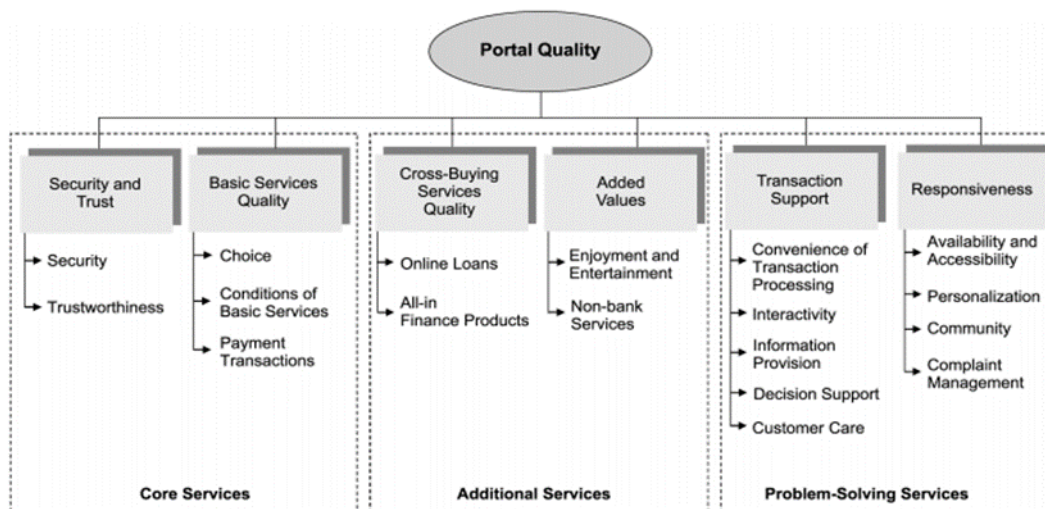 Portal Quality
Security and
Trust
Security
Trustworthiness
Basic Services
Quality
Choice
Conditions of
Basic Services
Payment
Transactions
Core Services
Cross-Buying
Services
Quality
Online Loans
All-in
Finance Products
Added
Values
Enjoyment and
Entertainment
Non-bank
Services
Additional Services
Transaction
Support
Convenience of
Transaction
Processing
Interactivity
Information
Provision
Decision Support
Customer Care
Responsiveness
Availability and
Accessibility
Personalization
Community
Complaint
Management
Problem-Solving Services